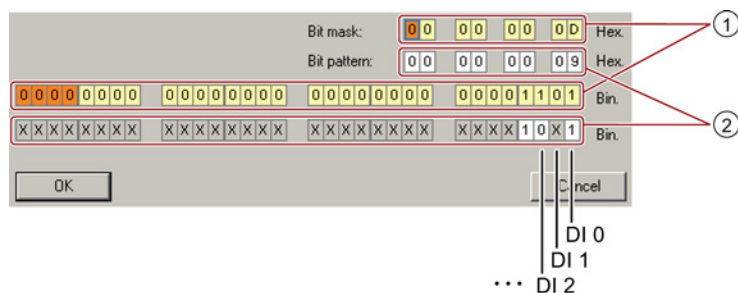 Bit mask: 0 0 0 0 0 0 0 D Hex. 1
Bit pattern: 0 0 0 0 0 0 0 9 Hex.
0 0 0 0 0 0 0 0 0 0 0 0 0 0 0 0 0 0 0 0 0 0 0 0 0 0 0 0 1 1 0 1 Bin.
X X X X X X X X X X X X X X X X X X X X X X X X X X X X 1 0 X 1 Bin. 2
OK Cancel
DI 0
DI 1
... DI 2